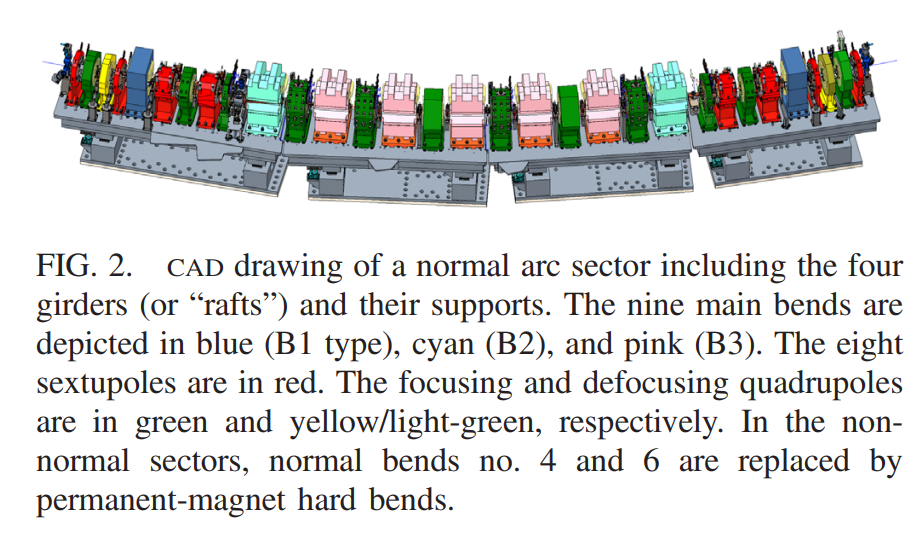 FIG. 2. CAD drawing of a normal arc sector including the four
girders (or “rafts”) and their supports. The nine main bends are
depicted in blue (B1 type), cyan (B2), and pink (B3). The eight
sextupoles are in red. The focusing and defocusing quadrupoles
are in green and yellow/light-green, respectively. In the non-
normal sectors, normal bends no. 4 and 6 are replaced by
permanent-magnet hard bends.